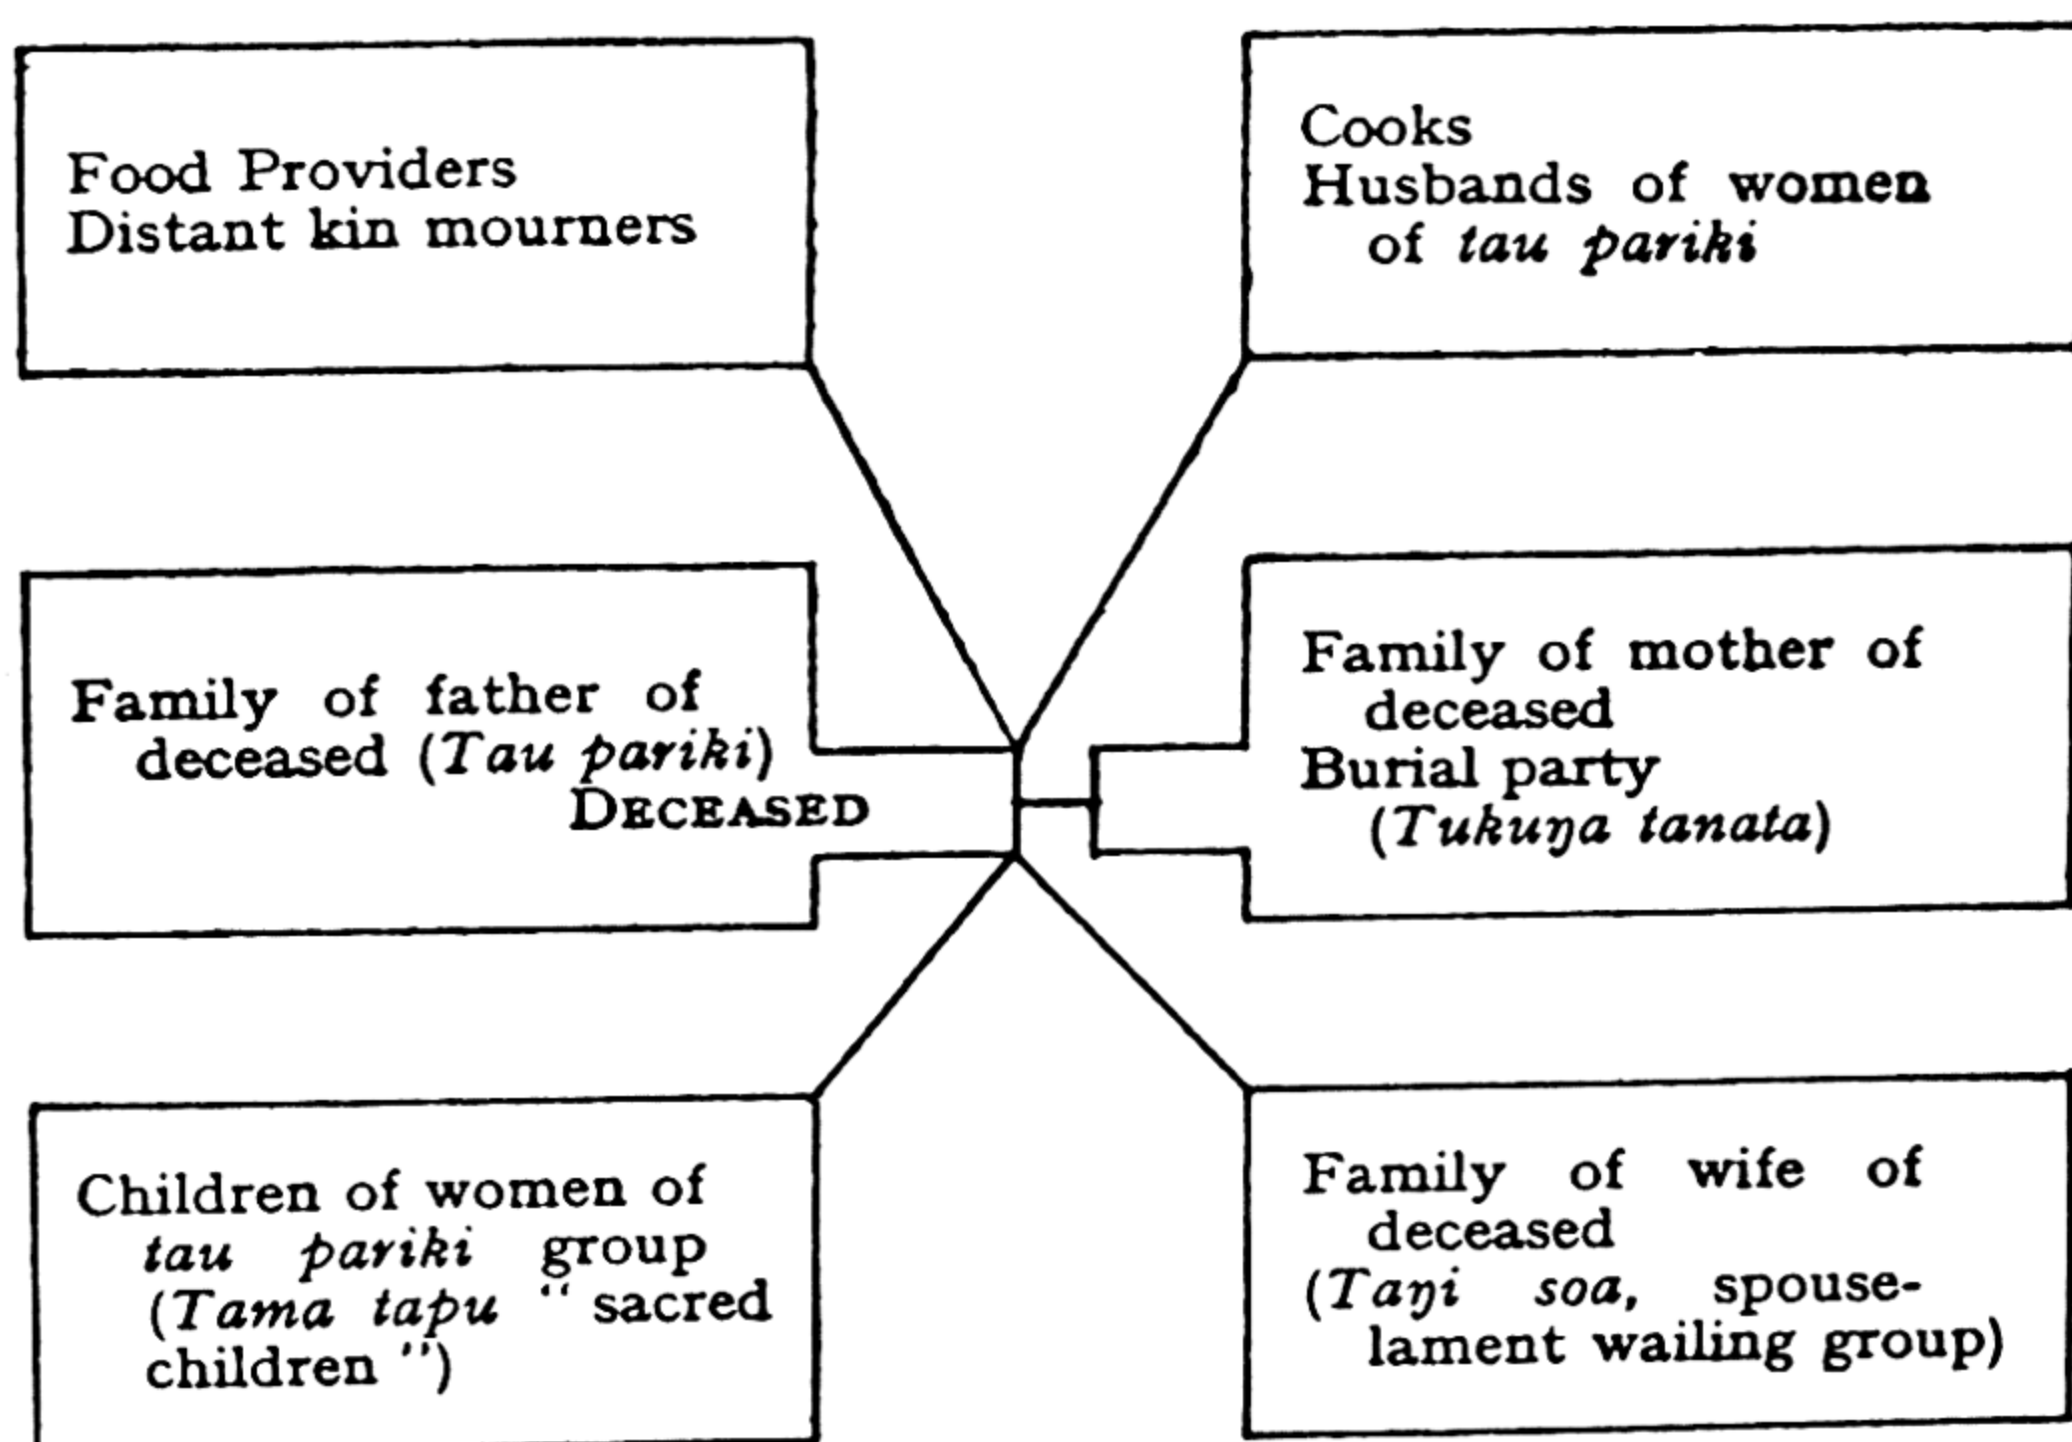 Food Providers
Distant kin mourners
Cooks
Husbands of women
of tau pariki
Family of father of
deceased (Tau pariki)
DECEASED
Family of mother of
deceased
Burial party
(Tukuŋa tanata)
Children of women of
tau pariki group
(Tama tapu “ sacred
children ”)
Family of wife of
deceased
(Taŋi soa, spouse-
lament wailing group)